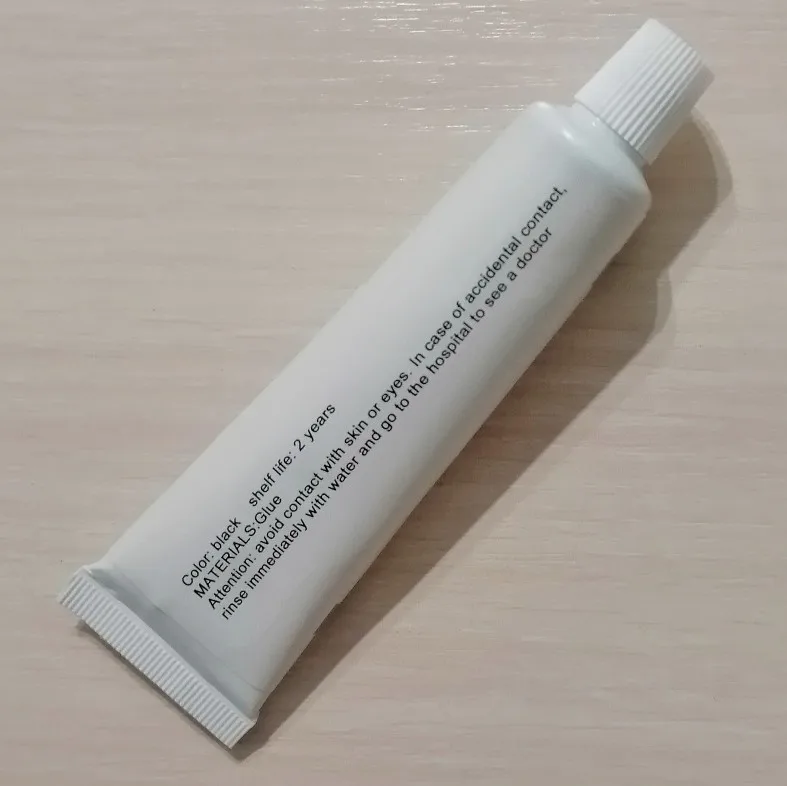 Color: black shelf life: 2 years
MATERIALS:Glue
Attention: avoid contact with skin or eyes. In case of accidental contact,
rinse immediately with water and go to the hospital to see a doctor